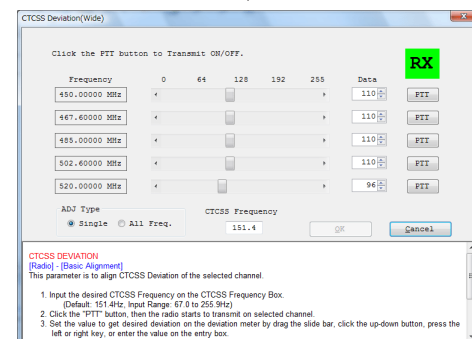 CTCSS Deviation(Wide)
Click the PTT button to Transmit ON/OFF.
RX
Frequency 0 64 128 192 255 Data
450.00000 MHz 110 PTT
467.60000 MHz 110 PTT
485.00000 MHz 110 PTT
502.60000 MHz 110 PTT
520.00000 MHz 96 PTT
ADJ Type CTCSS Frequency
Single All Freq. 151.4 OK Cancel
CTCSS DEVIATION
[Radio] - [Basic Alignment]
This parameter is to align CTCSS Deviation of the selected channel.
1. Input the desired CTCSS Frequency on the CTCSS Frequency Box.
(Default: 151.4Hz, Input Range: 67.0 to 255.9Hz)
2. Click the "PTT" button, then the radio starts to transmit on selected channel.
3. Set the value to get desired deviation on the deviation meter by drag the slide bar, click the up-down button, press the
left or right key, or enter the value on the entry box.